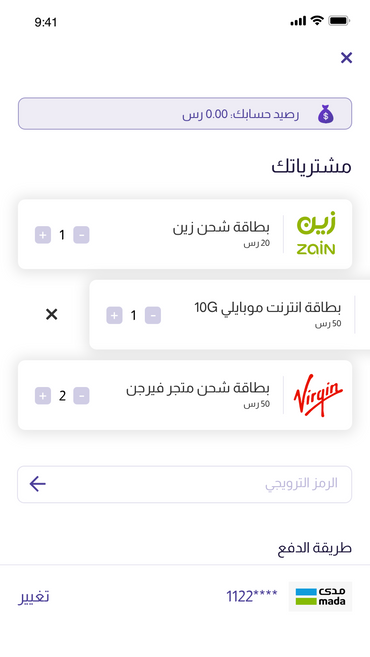 9:41
رصيد حسابك: 0.00 رس
مشترياتك
زين
zain
بطاقة شحن زين
20 رس
- 1 +
بطاقة انترنت موبايلي 10G
50 رس
- 1 +
Virgin
بطاقة شحن متجر فيرجن
50 رس
- 2 +
الرمز الترويجي
طريقة الدفع
مدى
mada
1122****
تغيير